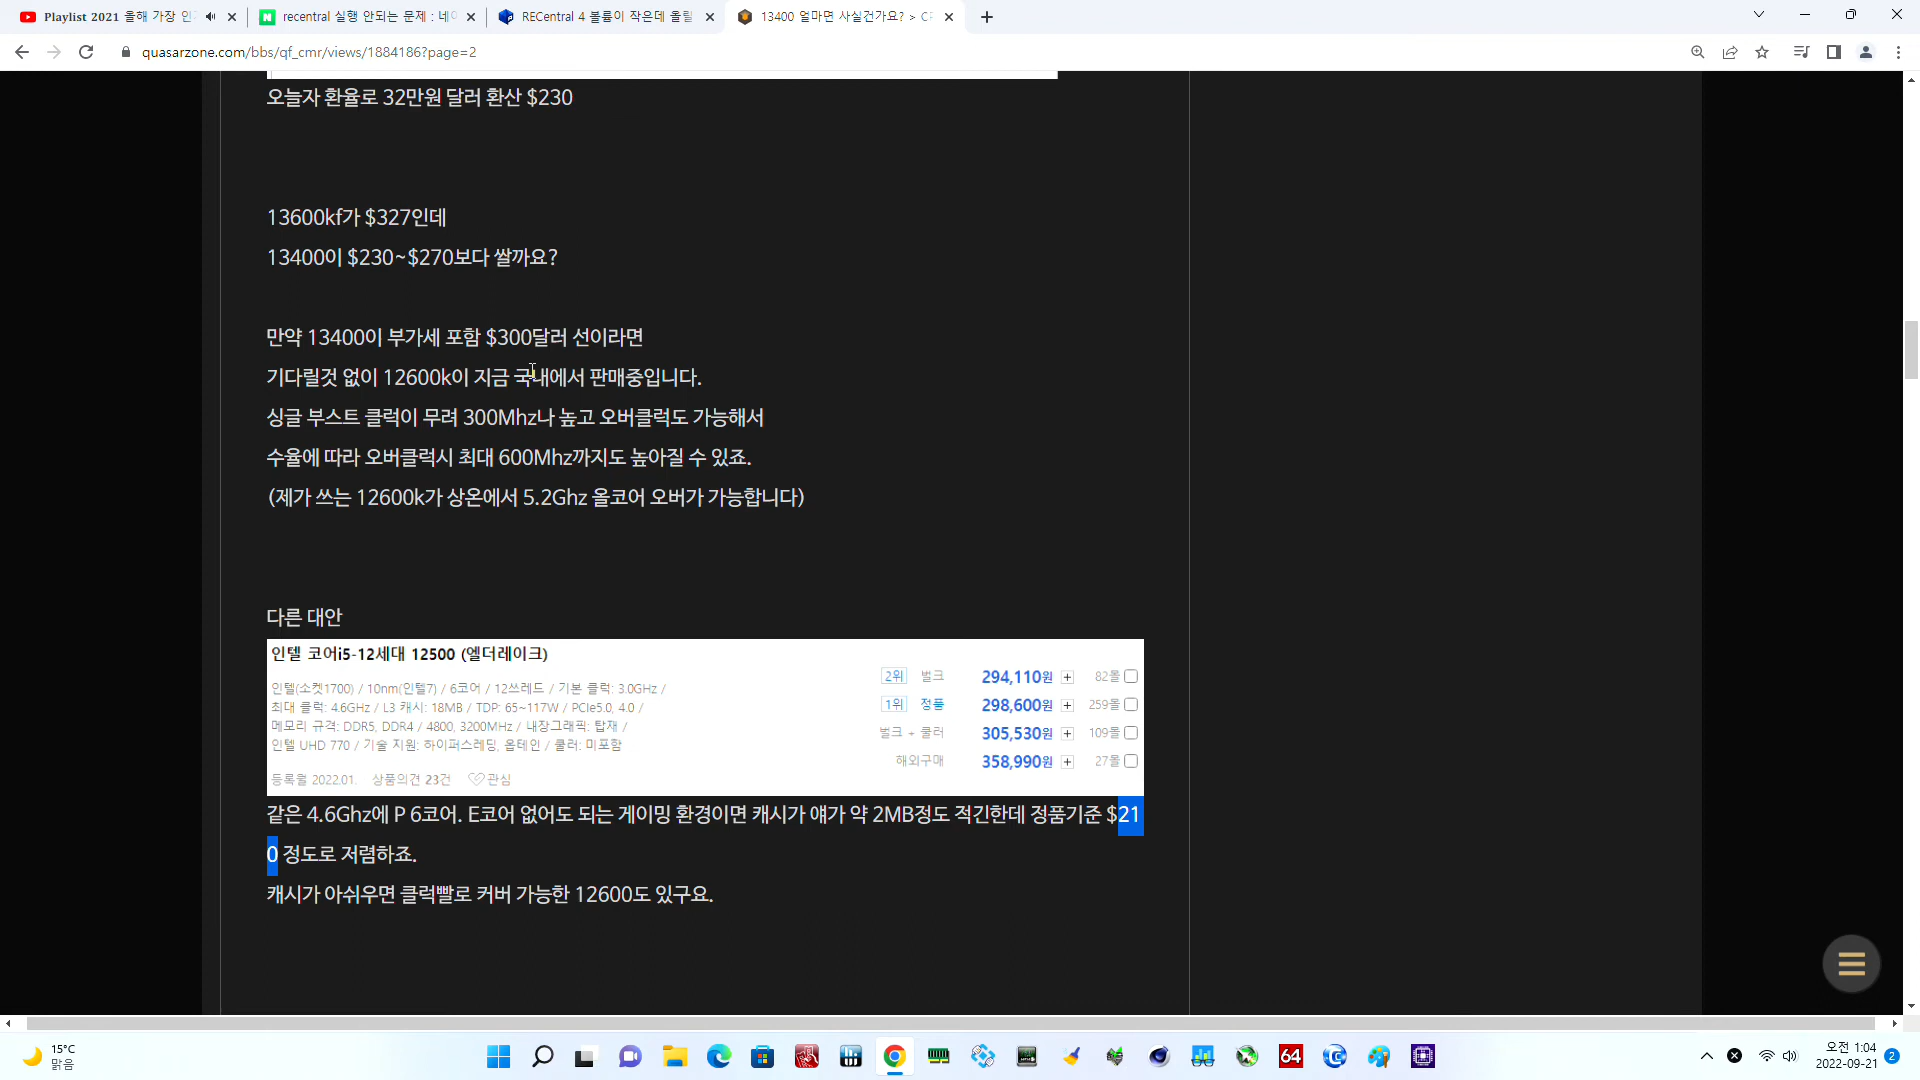 Playlist 2021 올해 가장 인
recentral 실행 안되는 문제 : 네이
RECentral 4 볼륨이 작은데 올릴
13400 얼마면 사실건가요? > CP
quasarzone.com/bbs/qf_cmr/views/1884186?page=2
오늘자 환율로 32만원 달러 환산 $230
13600kf가 $327인데
13400이 $230~$270보다 쌀까요?
만약 13400이 부가세 포함 $300달러 선이라면
기다릴것 없이 12600k이 지금 국내에서 판매중입니다.
싱글 부스트 클럭이 무려 300Mhz나 높고 오버클럭도 가능해서
수율에 따라 오버클럭시 최대 600Mhz까지도 높아질 수 있죠.
(제가 쓰는 12600k가 상온에서 5.2Ghz 올코어 오버가 가능합니다)
다른 대안
인텔 코어i5-12세대 12500 (엘더레이크)
인텔(소켓1700) / 10nm(인텔7) / 6코어 / 12쓰레드 / 기본 클럭: 3.0GHz /
최대 클럭: 4.6GHz / L3 캐시: 18MB / TDP: 65~117W / PCIe5.0, 4.0 /
메모리 규격: DDR5, DDR4 / 4800, 3200MHz / 내장그래픽: 탑재 /
인텔 UHD 770 / 기술 지원: 하이퍼스레딩, 옵테인 / 쿨러: 미포함
등록월 2022.01. 상품의견 23건 관심
2위 벌크 294,110원 + 82몰
1위 정품 298,600원 + 259몰
벌크 + 쿨러 305,530원 + 109몰
해외구매 358,990원 + 27몰
같은 4.6Ghz에 P 6코어. E코어 없어도 되는 게이밍 환경이면 캐시가 얘가 약 2MB정도 적긴한데 정품기준 $21
0 정도로 저렴하죠.
캐시가 아쉬우면 클럭빨로 커버 가능한 12600도 있구요.
15°C
맑음
64
오전 1:04
2022-09-21
2